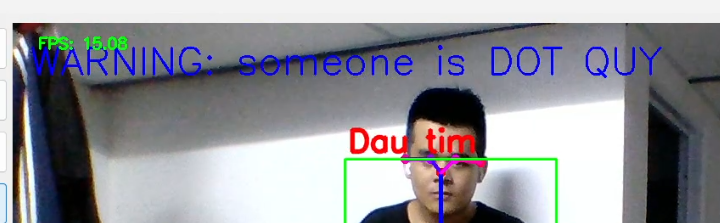 FPS: 15.08
WARNING: someone is DOT QUY
Dau tim